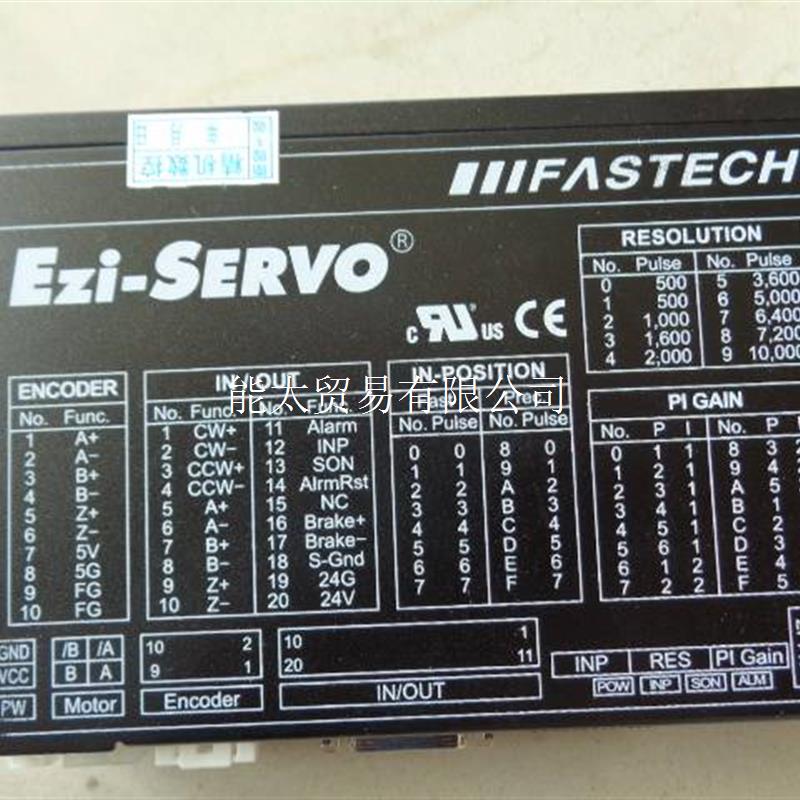 精机数控
年 月 日
FASTECH
Ezi-SERVO®
c UR US CE
RESOLUTION
No. Pulse No. Pulse
0 500 5 3,600
1 500 6 5,000
2 1,000 7 6,400
3 1,600 8 7,200
4 2,000 9 10,000
能太贸易有限公司
ENCODER
No. Func.
1 A+
2 A-
3 B+
4 B-
5 Z+
6 Z-
7 5V
8 5G
9 FG
10 FG
IN/OUT
No. Func. No. Func.
1 CW+ 11 Alarm
2 CW- 12 INP
3 CCW+ 13 SON
4 CCW- 14 AlrmRst
5 A+ 15 NC
6 A- 16 Brake+
7 B+ 17 Brake-
8 B- 18 S-Gnd
9 Z+ 19 24G
10 Z- 20 24V
IN-POSITION
Fast
No. Pulse No. Pulse
0 0 8 0
1 1 9 1
2 2 A 2
3 3 B 3
4 4 C 4
5 5 D 5
6 6 E 6
7 7 F 7
PI GAIN
No. P I No. P
0 1 1 8 3
1 2 1 9 4
2 3 1 A 5
3 4 1 B 1
4 5 1 C 2
5 6 1 D 3
6 1 2 E 4
7 2 2 F 5
GND
VCC
PW
/B /A
B A
Motor
10 2
9 1
Encoder
10 1
20 11
IN/OUT
INP RES PI Gain
POW INP SON ALM